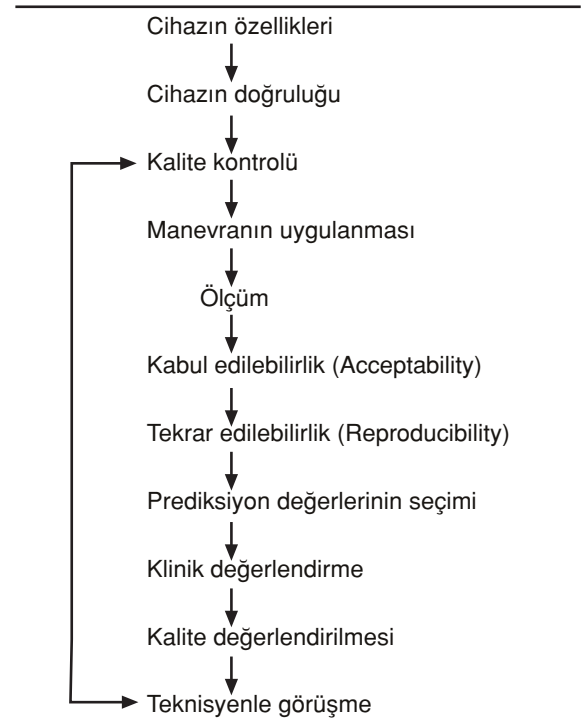 Cihazın özellikleri
Cihazın doğruluğu
Kalite kontrolü
Manevranın uygulanması
Ölçüm
Kabul edilebilirlik (Acceptability)
Tekrar edilebilirlik (Reproducibility)
Prediksiyon değerlerinin seçimi
Klinik değerlendirme
Kalite değerlendirilmesi
Teknisyenle görüşme